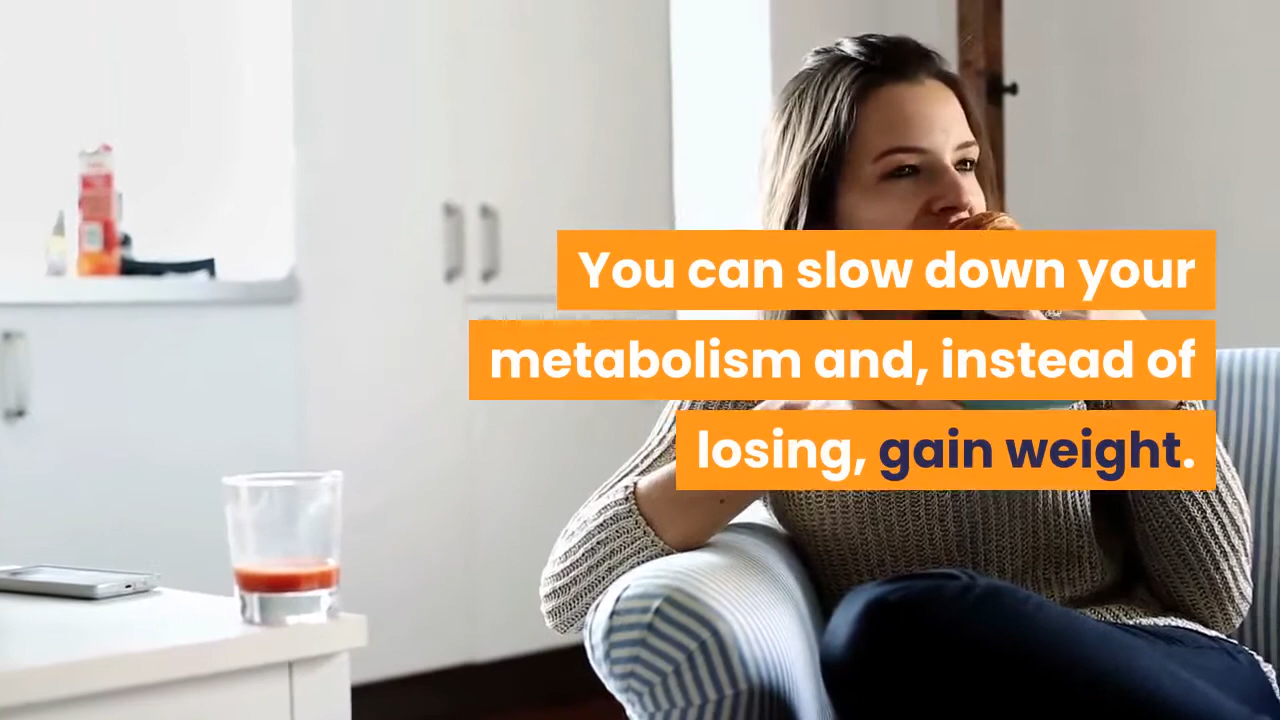 You can slow down your
metabolism and, instead of
losing, gain weight.